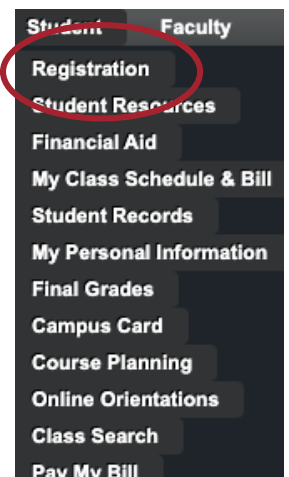 Student Faculty
Registration
Student Resources
Financial Aid
My Class Schedule & Bill
Student Records
My Personal Information
Final Grades
Campus Card
Course Planning
Online Orientations
Class Search
Pay My Bill